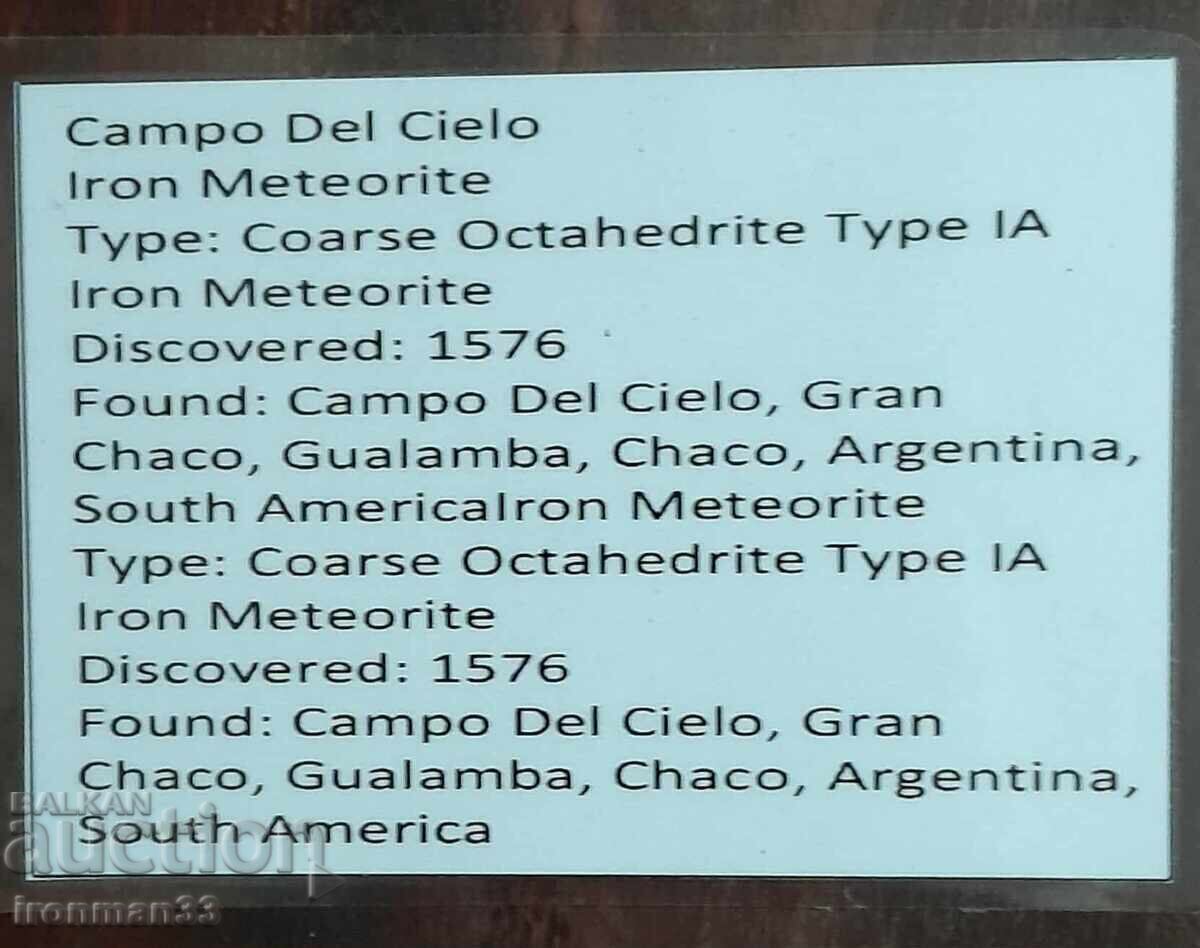 Campo Del Cielo
Iron Meteorite
Type: Coarse Octahedrite Type IA
Iron Meteorite
Discovered: 1576
Found: Campo Del Cielo, Gran
Chaco, Gualamba, Chaco, Argentina,
South AmericaIron Meteorite
Type: Coarse Octahedrite Type IA
Iron Meteorite
Discovered: 1576
Found: Campo Del Cielo, Gran
Chaco, Gualamba, Chaco, Argentina,
South America
BALKAN
auction
ironman33